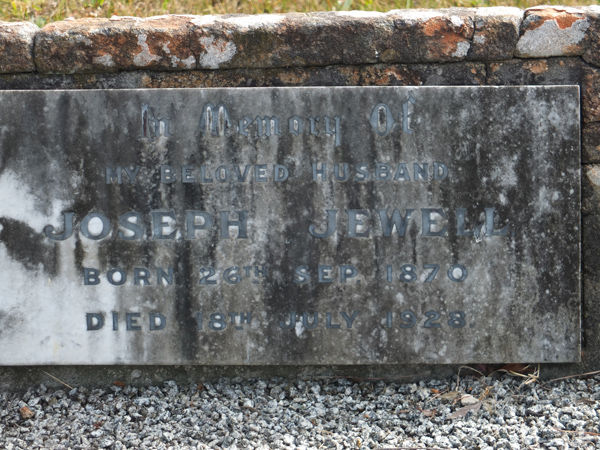 In Memory Of
MY BELOVED HUSBAND
JOSEPH JEWELL
BORN 26TH SEP. 1870
DIED 18TH JULY 1928